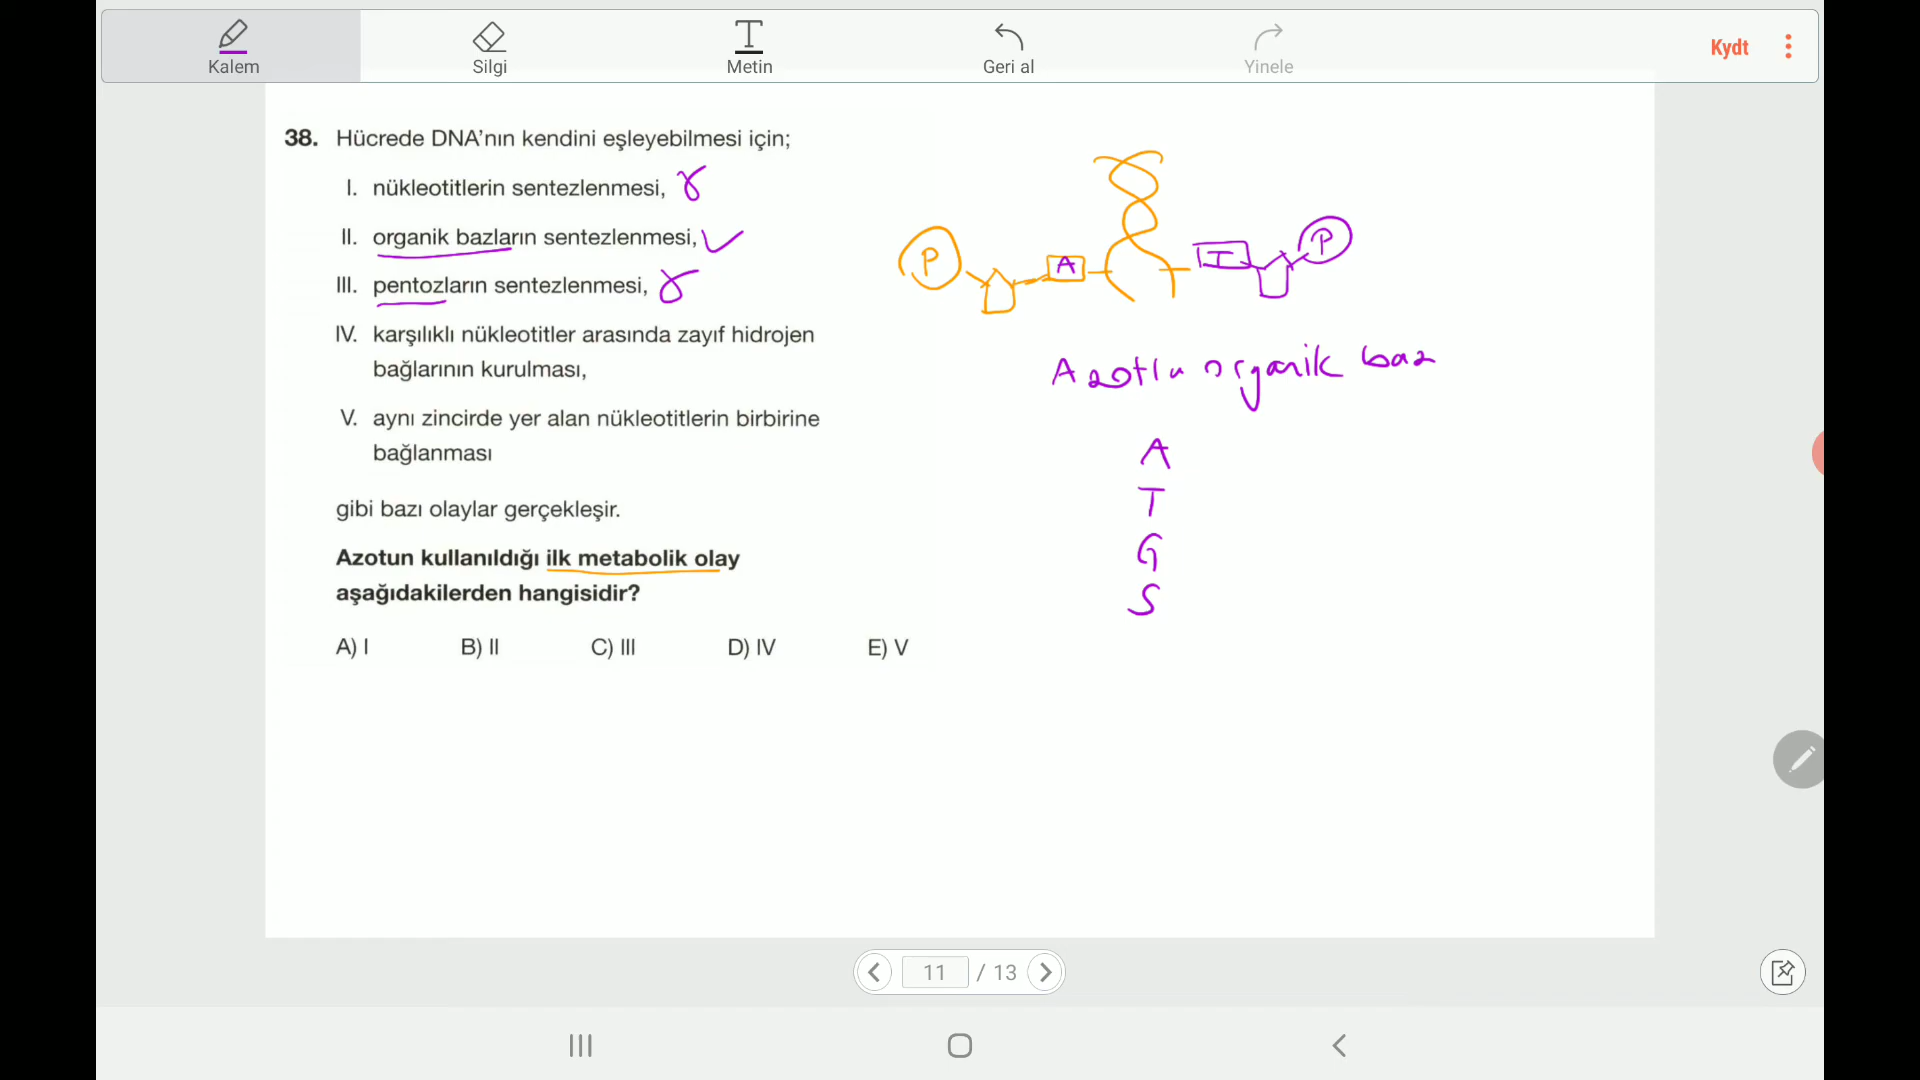 Kalem
Silgi
Metin
Geri al
Yinele
Kydt
38. Hücrede DNA'nın kendini eşleyebilmesi için;
I. nükleotitlerin sentezlenmesi,
II. organik bazların sentezlenmesi,
III. pentozların sentezlenmesi,
IV. karşılıklı nükleotitler arasında zayıf hidrojen
bağlarının kurulması,
V. aynı zincirde yer alan nükleotitlerin birbirine
bağlanması
gibi bazı olaylar gerçekleşir.
Azotun kullanıldığı ilk metabolik olay
aşağıdakilerden hangisidir?
A) I B) II C) III D) IV E) V
P A T P
Azotlu organik baz
A
T
G
S
11 / 13